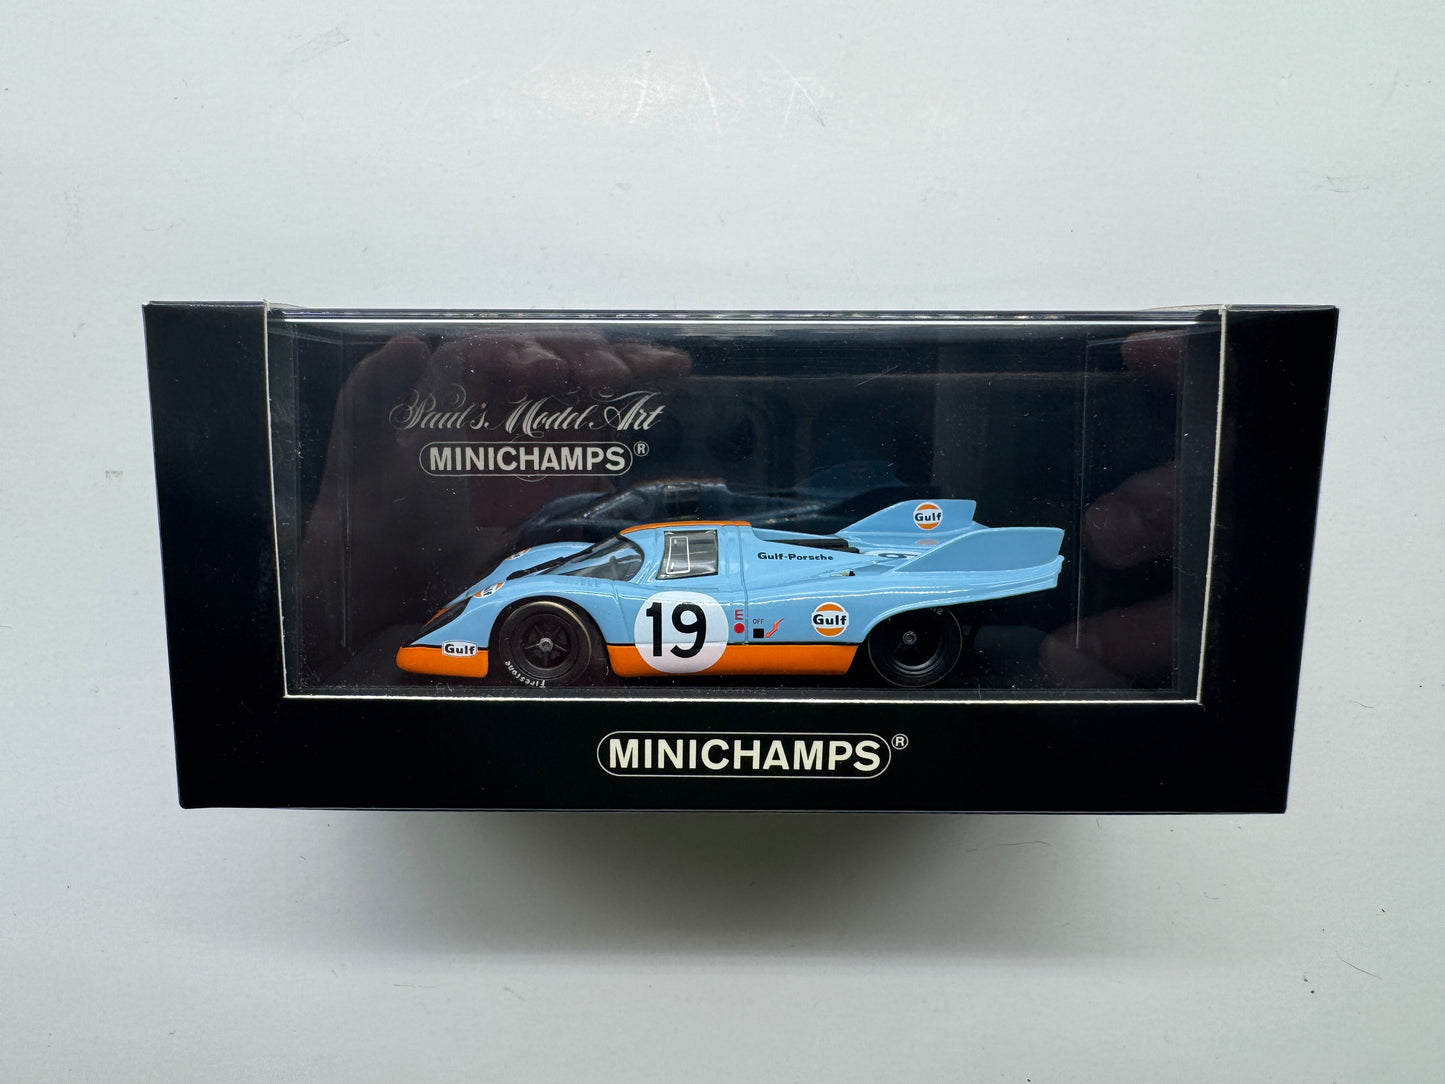 Paul's Model Art
MINICHAMPS®
Gulf
Gulf-Porsche
19
E
OFF
Gulf
Gulf
Firestone
MINICHAMPS®